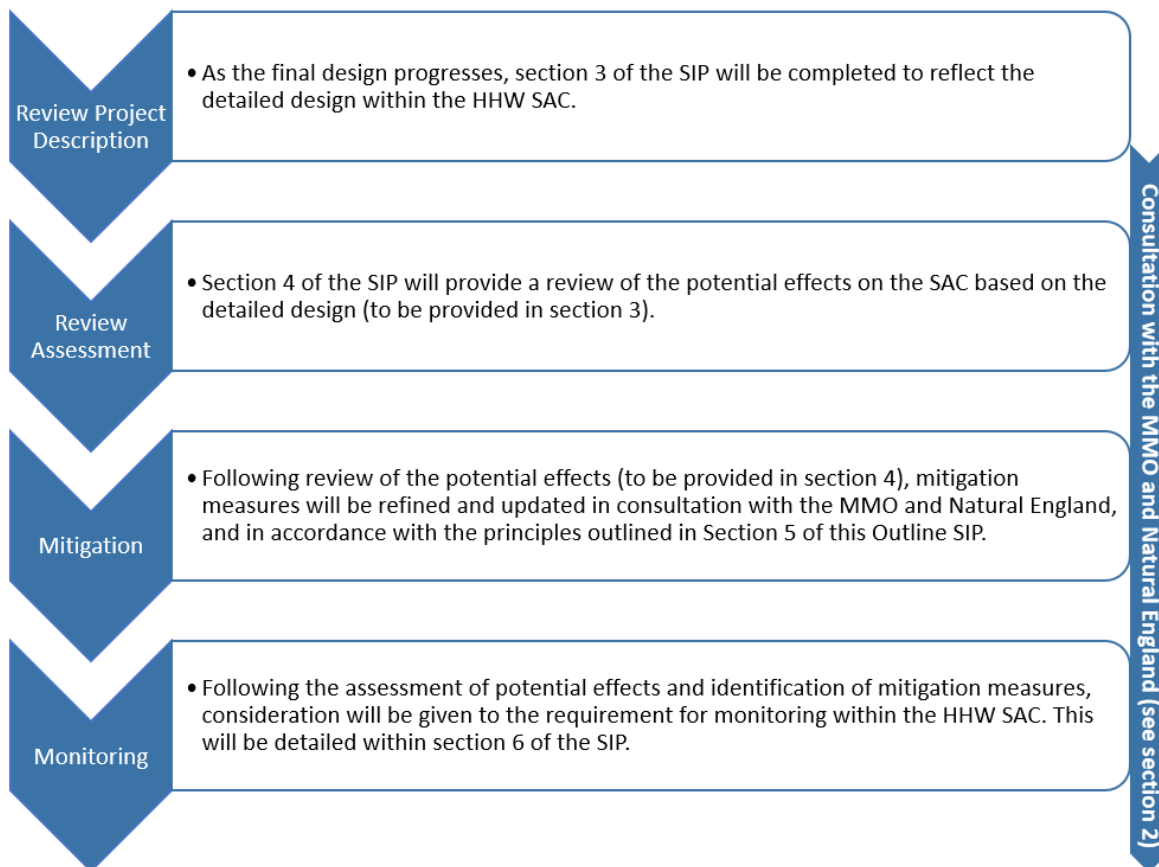 Review Project
Description
• As the final design progresses, section 3 of the SIP will be completed to reflect the
detailed design within the HHW SAC.
Review
Assessment
• Section 4 of the SIP will provide a review of the potential effects on the SAC based on the
detailed design (to be provided in section 3).
Mitigation
• Following review of the potential effects (to be provided in section 4), mitigation
measures will be refined and updated in consultation with the MMO and Natural England,
and in accordance with the principles outlined in Section 5 of this Outline SIP.
Monitoring
• Following the assessment of potential effects and identification of mitigation measures,
consideration will be given to the requirement for monitoring within the HHW SAC. This
will be detailed within section 6 of the SIP.
Consultation with the MMO and Natural England (see section 2)